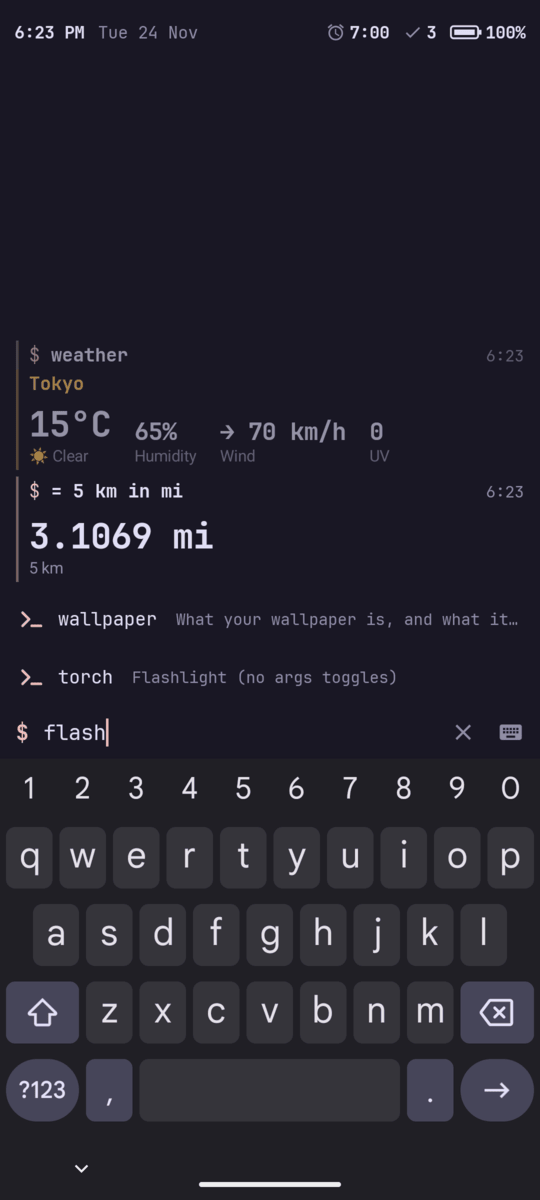 6:23 PM Tue 24 Nov 7:00 3 100%
$ weather 6:23
Tokyo
15°C 65% → 70 km/h 0
Clear Humidity Wind UV
$ = 5 km in mi 6:23
3.1069 mi
5 km
>_ wallpaper What your wallpaper is, and what it…
>_ torch Flashlight (no args toggles)
$ flash
1 2 3 4 5 6 7 8 9 0
q w e r t y u i o p
a s d f g h j k l
z x c v b n m
?123 , .